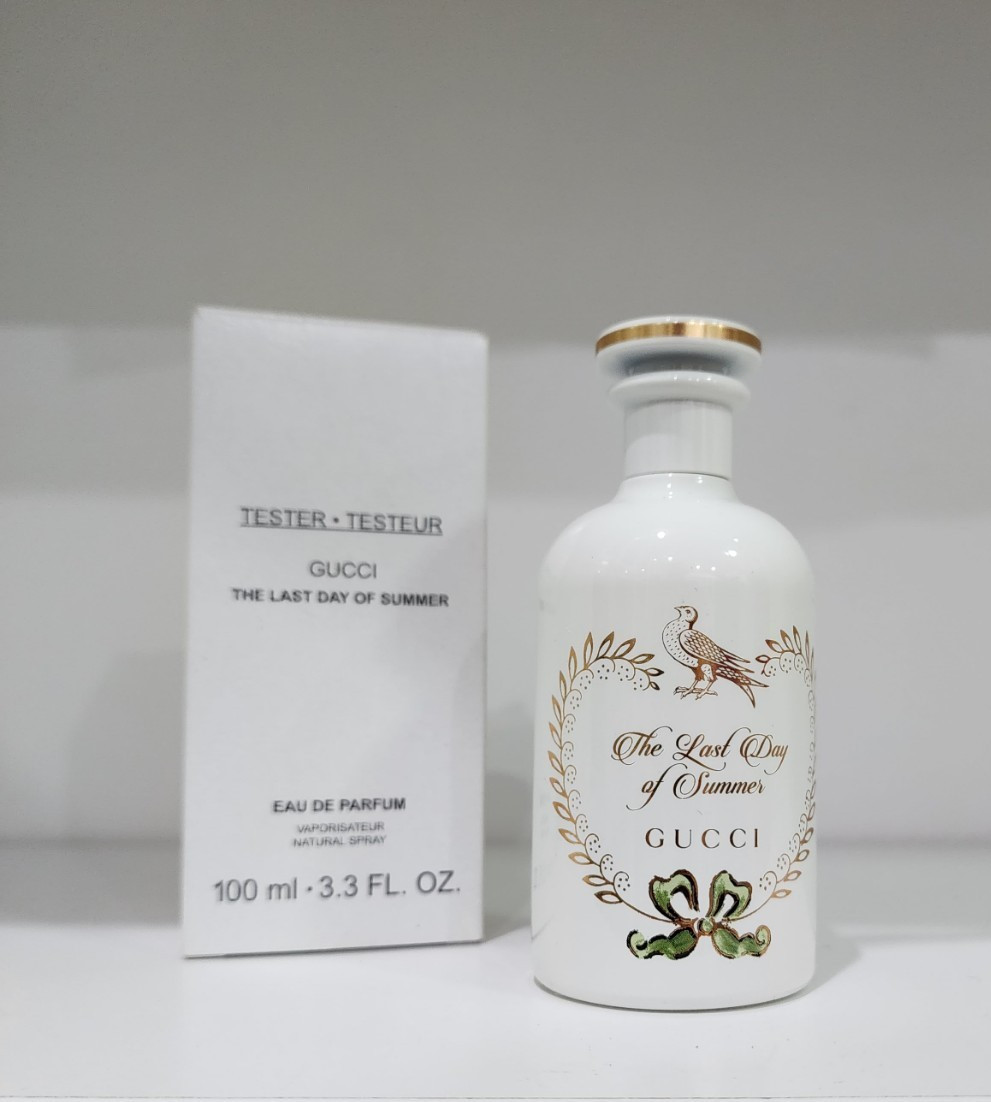 TESTER • TESTEUR
GUCCI
THE LAST DAY OF SUMMER
EAU DE PARFUM
VAPORISATEUR
NATURAL SPRAY
100 ml • 3.3 FL. OZ.
The Last Day
of Summer
GUCCI